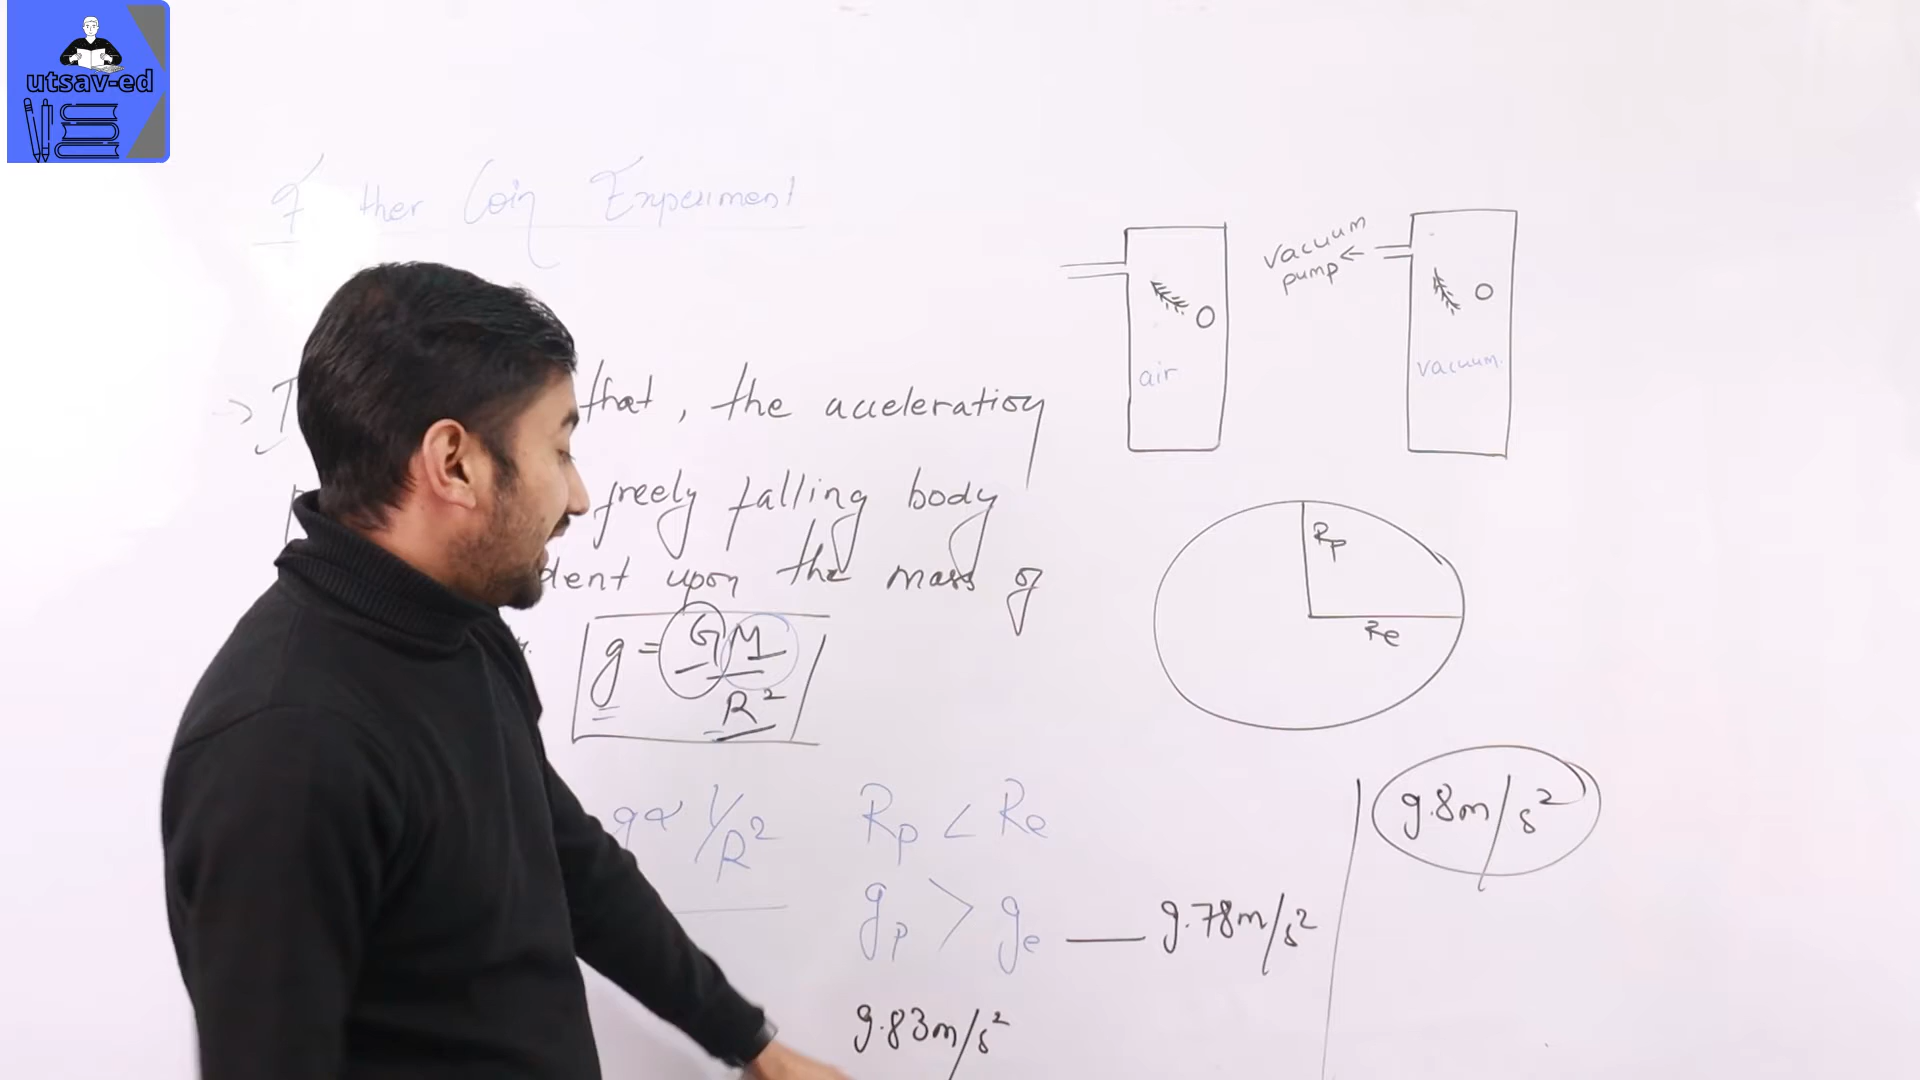 utsav-ed
ther Coin Experiment
vacuum
pump ←
air
vacuum.
→ that, the acceleration
freely falling body
dent upon the mass of
g = GM
R²
Rp
Re
g α 1/R² Rp < Re
9.8m/s²
gp > ge — 9.78m/s²
9.83m/s²